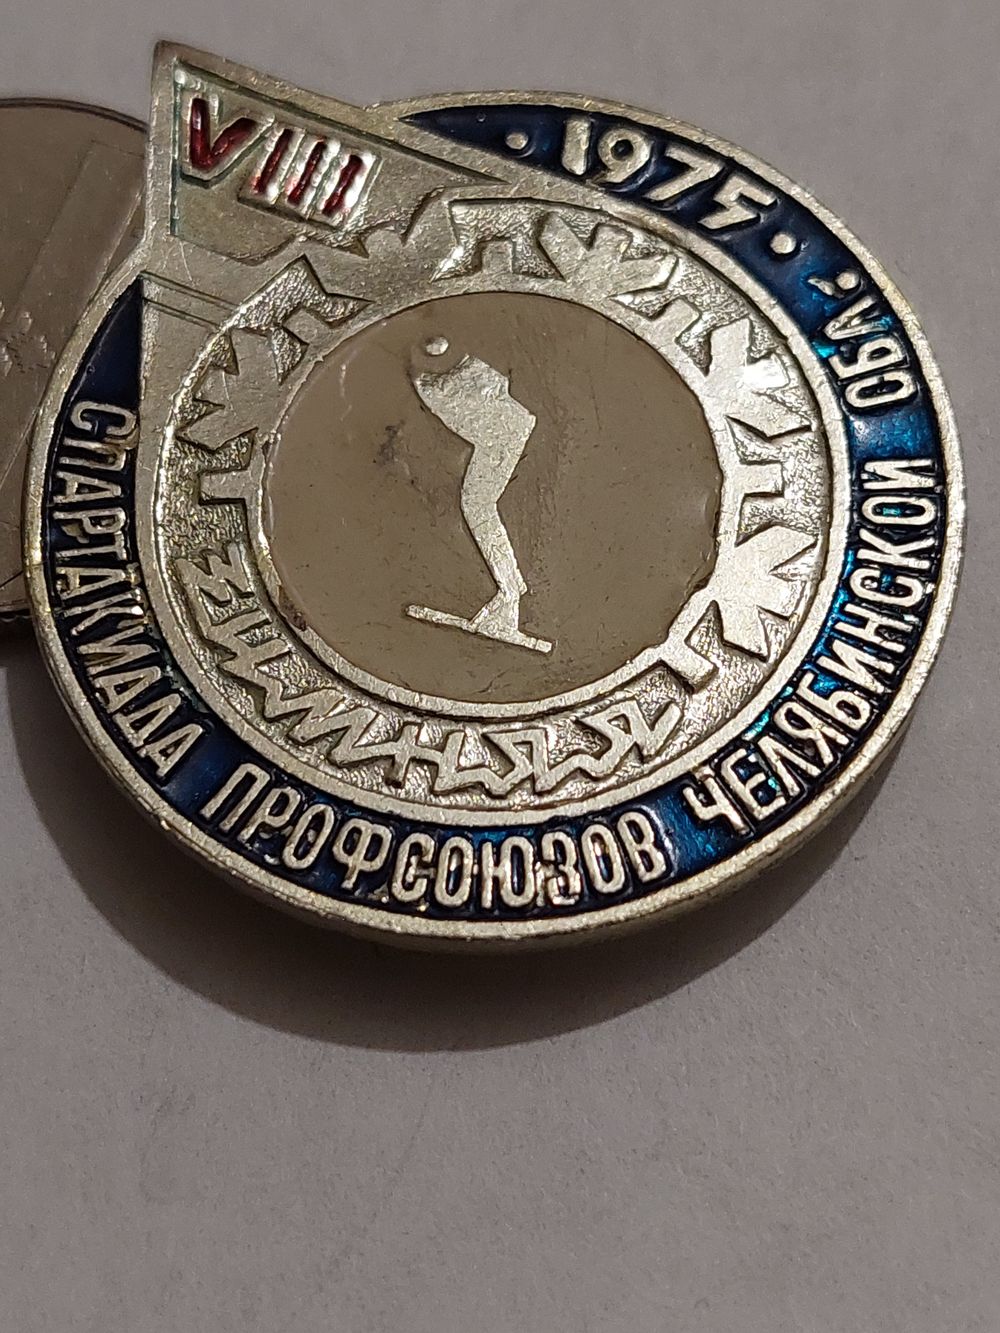 VIII
• 1975 •
СПАРТАКИАДА ПРОФСОЮЗОВ ЧЕЛЯБИНСКОЙ ОБЛ.
ЗИМНЯЯ